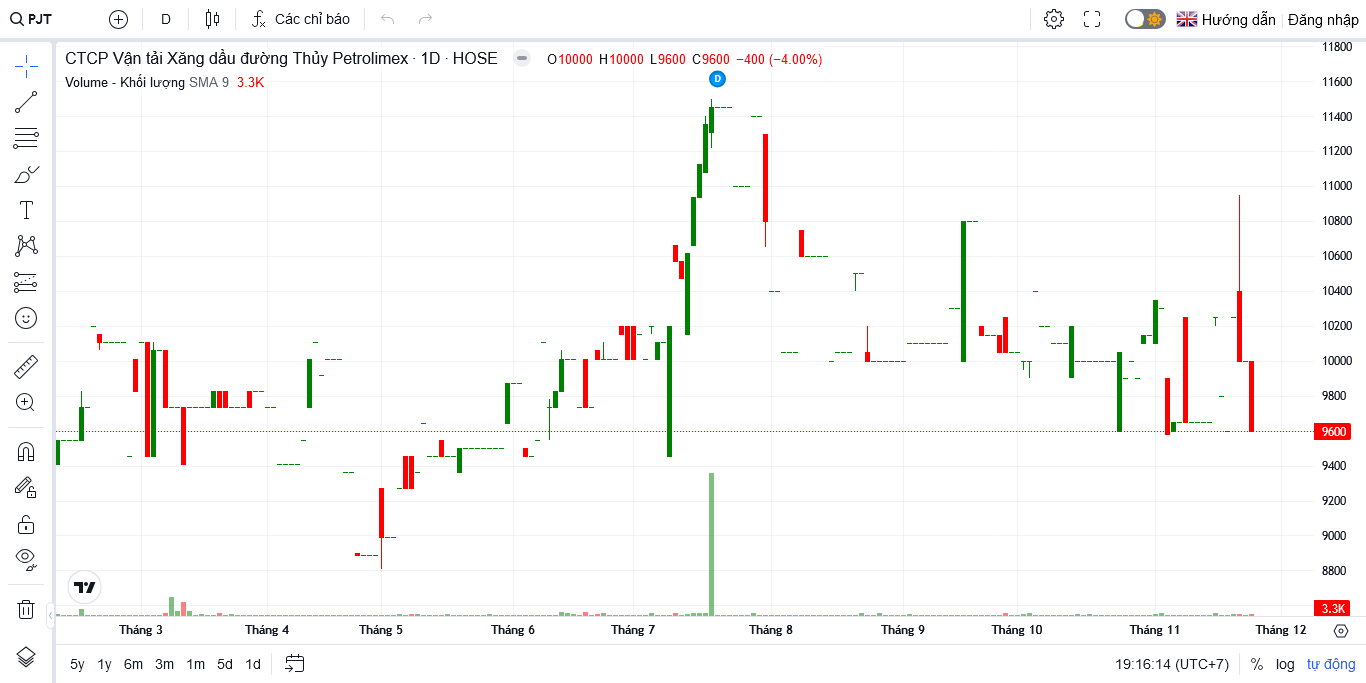 PJT D Các chỉ báo Hướng dẫn Đăng nhập
CTCP Vận tải Xăng dầu đường Thủy Petrolimex · 1D · HOSE O10000 H10000 L9600 C9600 −400 (−4.00%)
Volume - Khối lượng SMA 9 3.3K
D
11800
11600
11400
11200
11000
10800
10600
10400
10200
10000
9800
9600
9400
9200
9000
8800
3.3K
Tháng 3 Tháng 4 Tháng 5 Tháng 6 Tháng 7 Tháng 8 Tháng 9 Tháng 10 Tháng 11 Tháng 12
5y 1y 6m 3m 1m 5d 1d 19:16:14 (UTC+7) % log tự động